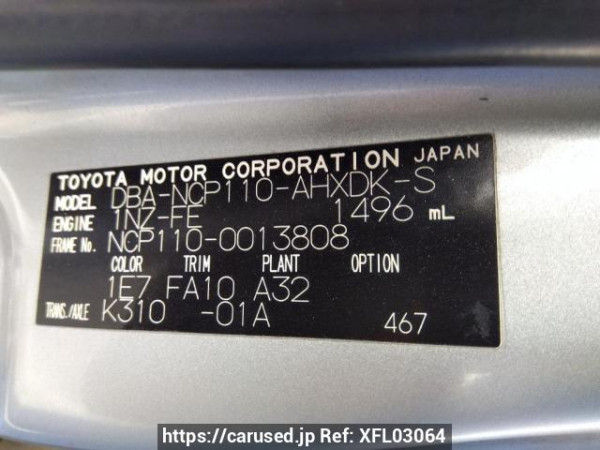 TOYOTA MOTOR CORPORATION JAPAN
MODEL DBA-NCP110-AHXDK-S
ENGINE 1NZ-FE 1496 mL
FRAME No. NCP110-0013808
COLOR TRIM PLANT OPTION
1E7 FA10 A32
TRANS./AXLE K310 -01A 467
https://carused.jp Ref: XFL03064